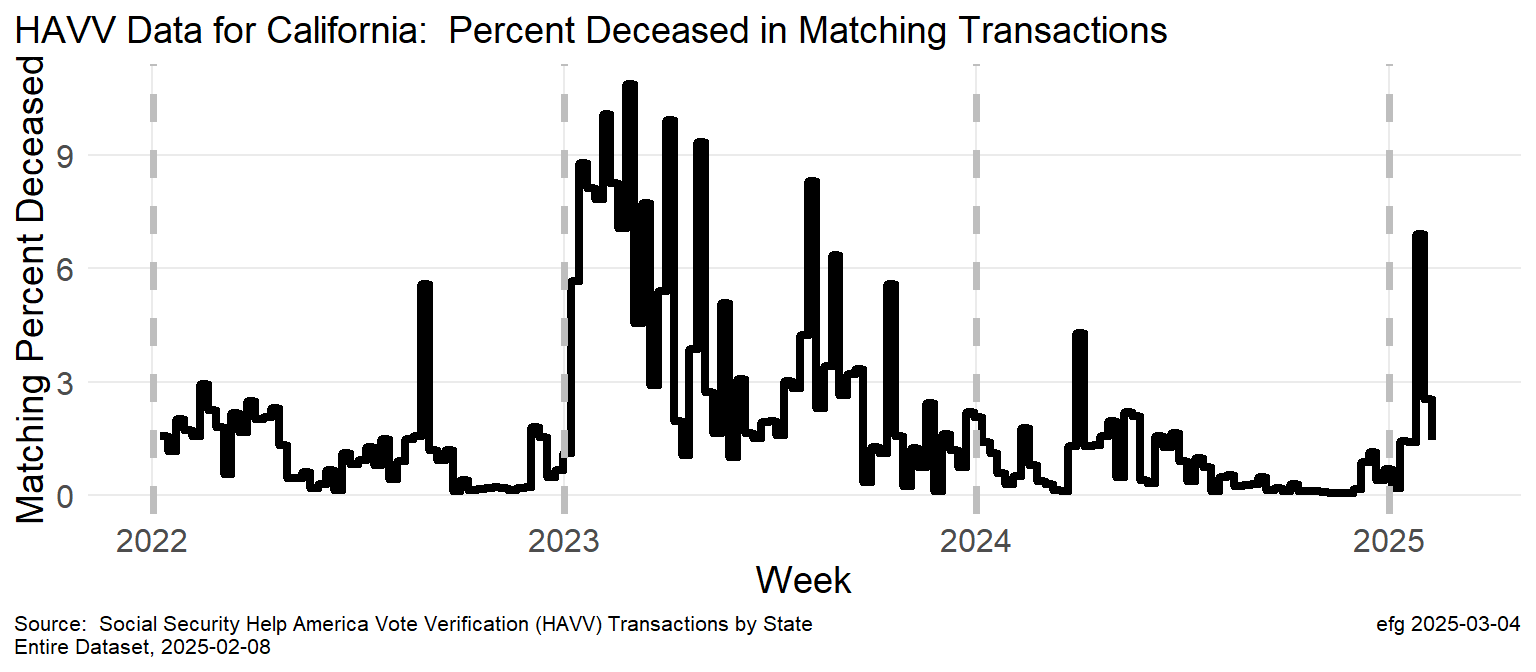 HAVV Data for California:  Percent Deceased in Matching Transactions
Matching Percent Deceased
9
6
3
0
2022
2023
2024
2025
Week
Source:  Social Security Help America Vote Verification (HAVV) Transactions by State
Entire Dataset, 2025-02-08
efg 2025-03-04